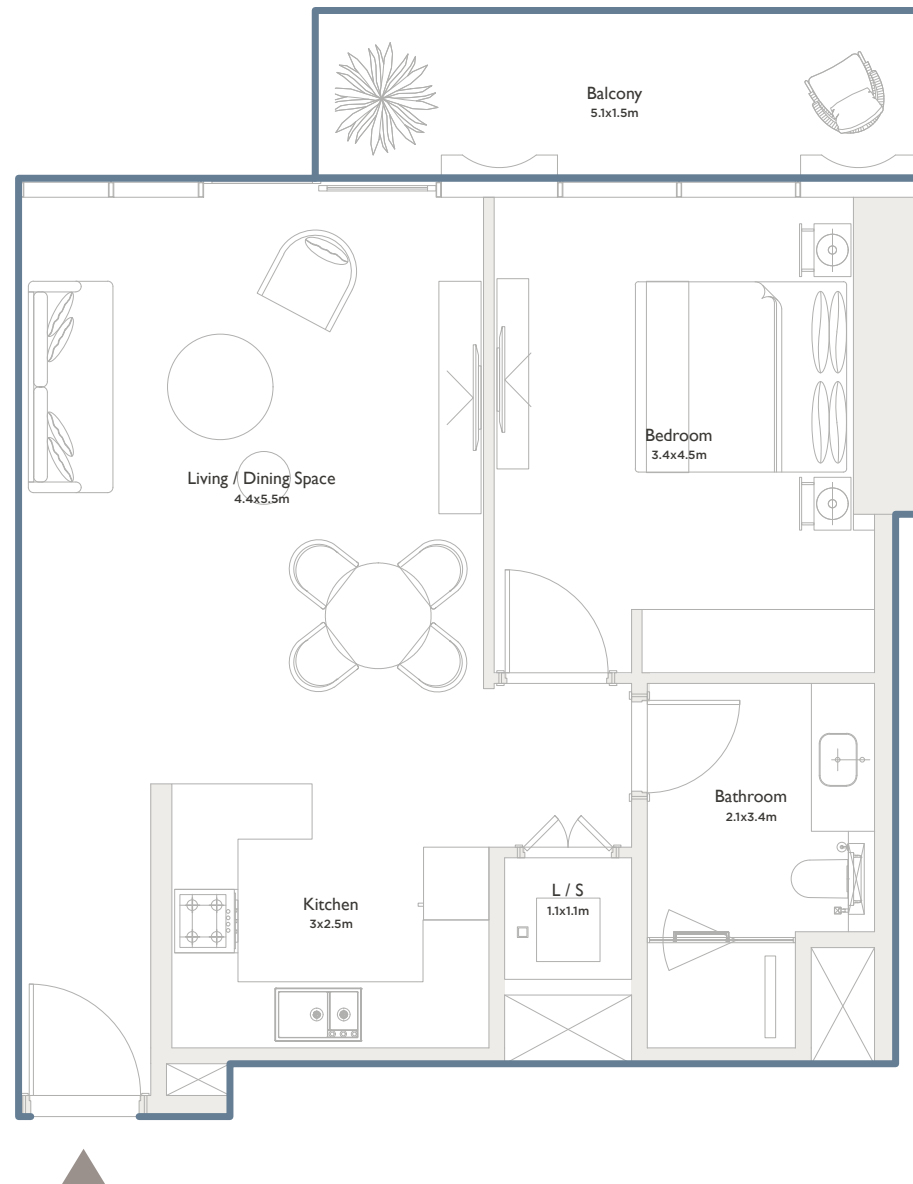 Balcony
5.1x1.5m
Bedroom
3.4x4.5m
Living / Dining Space
4.4x5.5m
Bathroom
2.1x3.4m
L / S
1.1x1.1m
Kitchen
3x2.5m